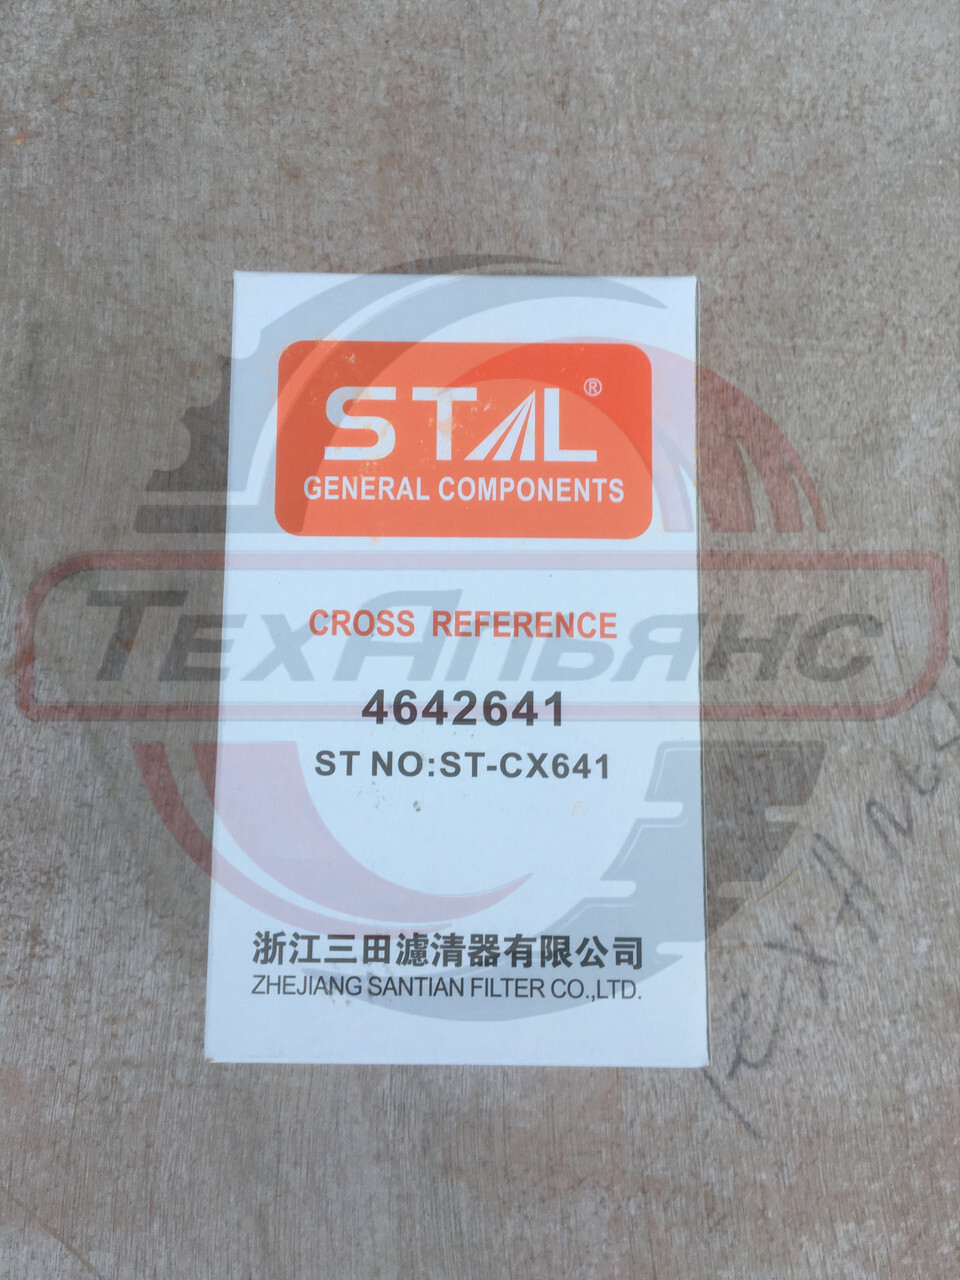 STAL®
GENERAL COMPONENTS
CROSS REFERENCE
ТехАльянс
4642641
ST NO:ST-CX641
浙江三田濾清器有限公司
ZHEJIANG SANTIAN FILTER CO.,LTD.